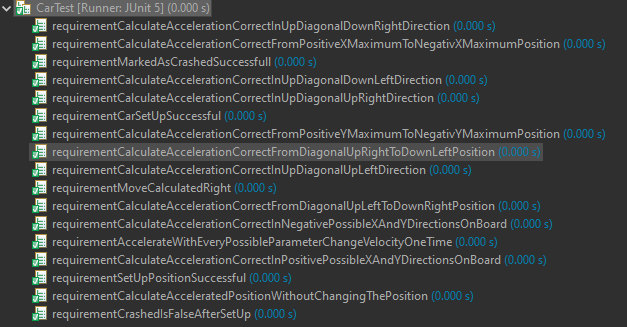 CarTest [Runner: JUnit 5] (0.000 s)
requirementCalculateAccelerationCorrectInUpDiagonalDownRightDirection (0.000 s)
requirementCalculateAccelerationCorrectFromPositiveXMaximumToNegativXMaximumPosition (0.000 s)
requirementMarkedAsCrashedSuccessfull (0.000 s)
requirementCalculateAccelerationCorrectInUpDiagonalDownLeftDirection (0.000 s)
requirementCalculateAccelerationCorrectInUpDiagonalUpRightDirection (0.000 s)
requirementCarSetUpSuccessful (0.000 s)
requirementCalculateAccelerationCorrectFromPositiveYMaximumToNegativYMaximumPosition (0.000 s)
requirementCalculateAccelerationCorrectFromDiagonalUpRightToDownLeftPosition (0.000 s)
requirementCalculateAccelerationCorrectInUpDiagonalUpLeftDirection (0.000 s)
requirementMoveCalculatedRight (0.000 s)
requirementCalculateAccelerationCorrectFromDiagonalUpLeftToDownRightPosition (0.000 s)
requirementCalculateAccelerationCorrectInNegativePossibleXAndYDirectionsOnBoard (0.000 s)
requirementAccelerateWithEveryPossibleParameterChangeVelocityOneTime (0.000 s)
requirementCalculateAccelerationCorrectInPositivePossibleXAndYDirectionsOnBoard (0.000 s)
requirementSetUpPositionSuccessful (0.000 s)
requirementCalculateAcceleratedPositionWithoutChangingThePosition (0.000 s)
requirementCrashedIsFalseAfterSetUp (0.000 s)